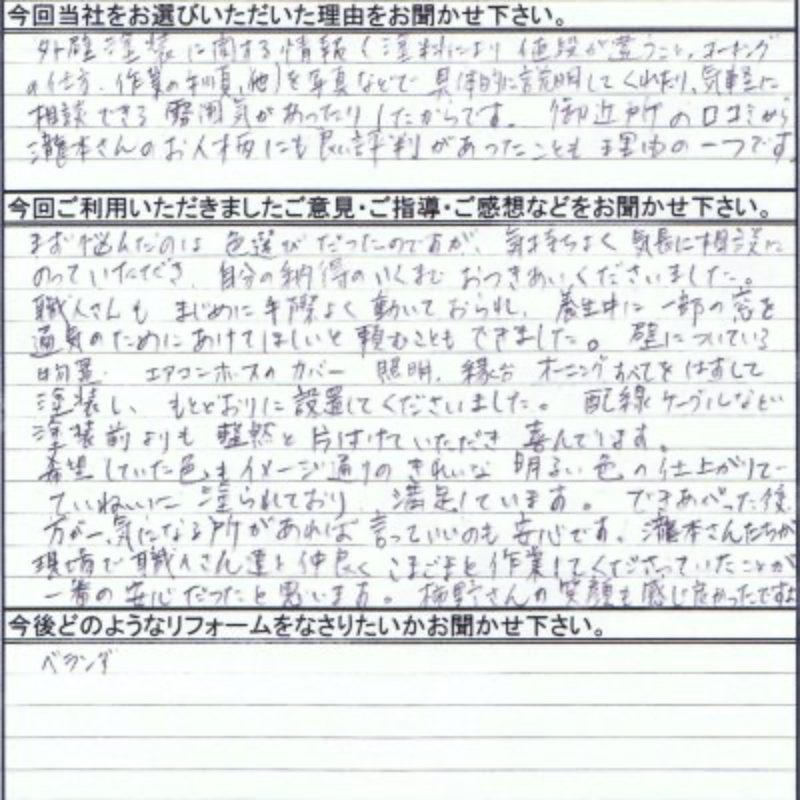 今回当社をお選びいただいた理由をお聞かせ下さい。
外壁塗装に関する情報(塗料により値段が違うこと、コーキング
の仕方、作業の手順、他)を写真などで具体的に説明してくれたり、気軽に
相談できる雰囲気があったりしたからです。御近所の口コミから
瀧本さんのお人柄にも良い評判があったことも理由の一つです。
今回ご利用いただきましたご意見・ご指導・ご感想などをお聞かせ下さい。
まず悩んだのは色選びだったのですが、気持ちよく気長に相談に
のっていただき、自分の納得のいくまでおつきあいくださいました。
職人さんもまじめに手際よく動いておられ、養生中に一部の窓を
通気のためにあけてほしいと頼むこともできました。壁についている
エアコンホースのカバー 照明、縁台 オーニングすべてをはずして
塗装し、もとどおりに設置してくださいました。配線ケーブルなど
塗装前よりも整然と片付けていただき喜んでいます。
希望していた色もイメージ通りのきれいな明るい色の仕上がりで
ていねいに塗られており、満足しています。できあがった後、
万が一、気になる所があれば言っていいのも安心です。瀧本さんたちが
現場で職人さん達と仲良くこまごまと作業してくださっていたことが
一番の安心だったと思います。さんの笑顔も感じ良かったですよ
今後どのようなリフォームをなさりたいかお聞かせ下さい。
ベランダ